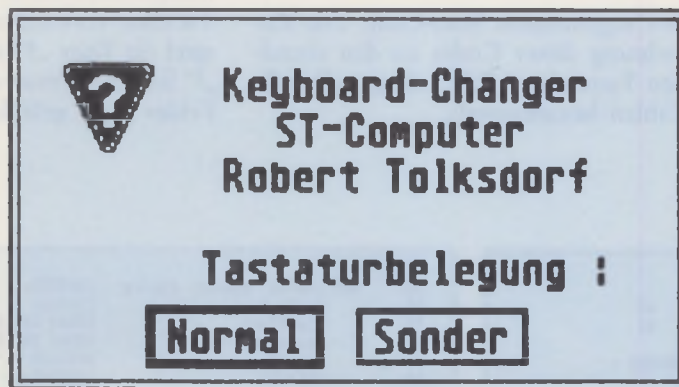 ?
Keyboard-Changer
ST-Computer
Robert Tolksdorf
Tastaturbelegung :
Normal Sonder